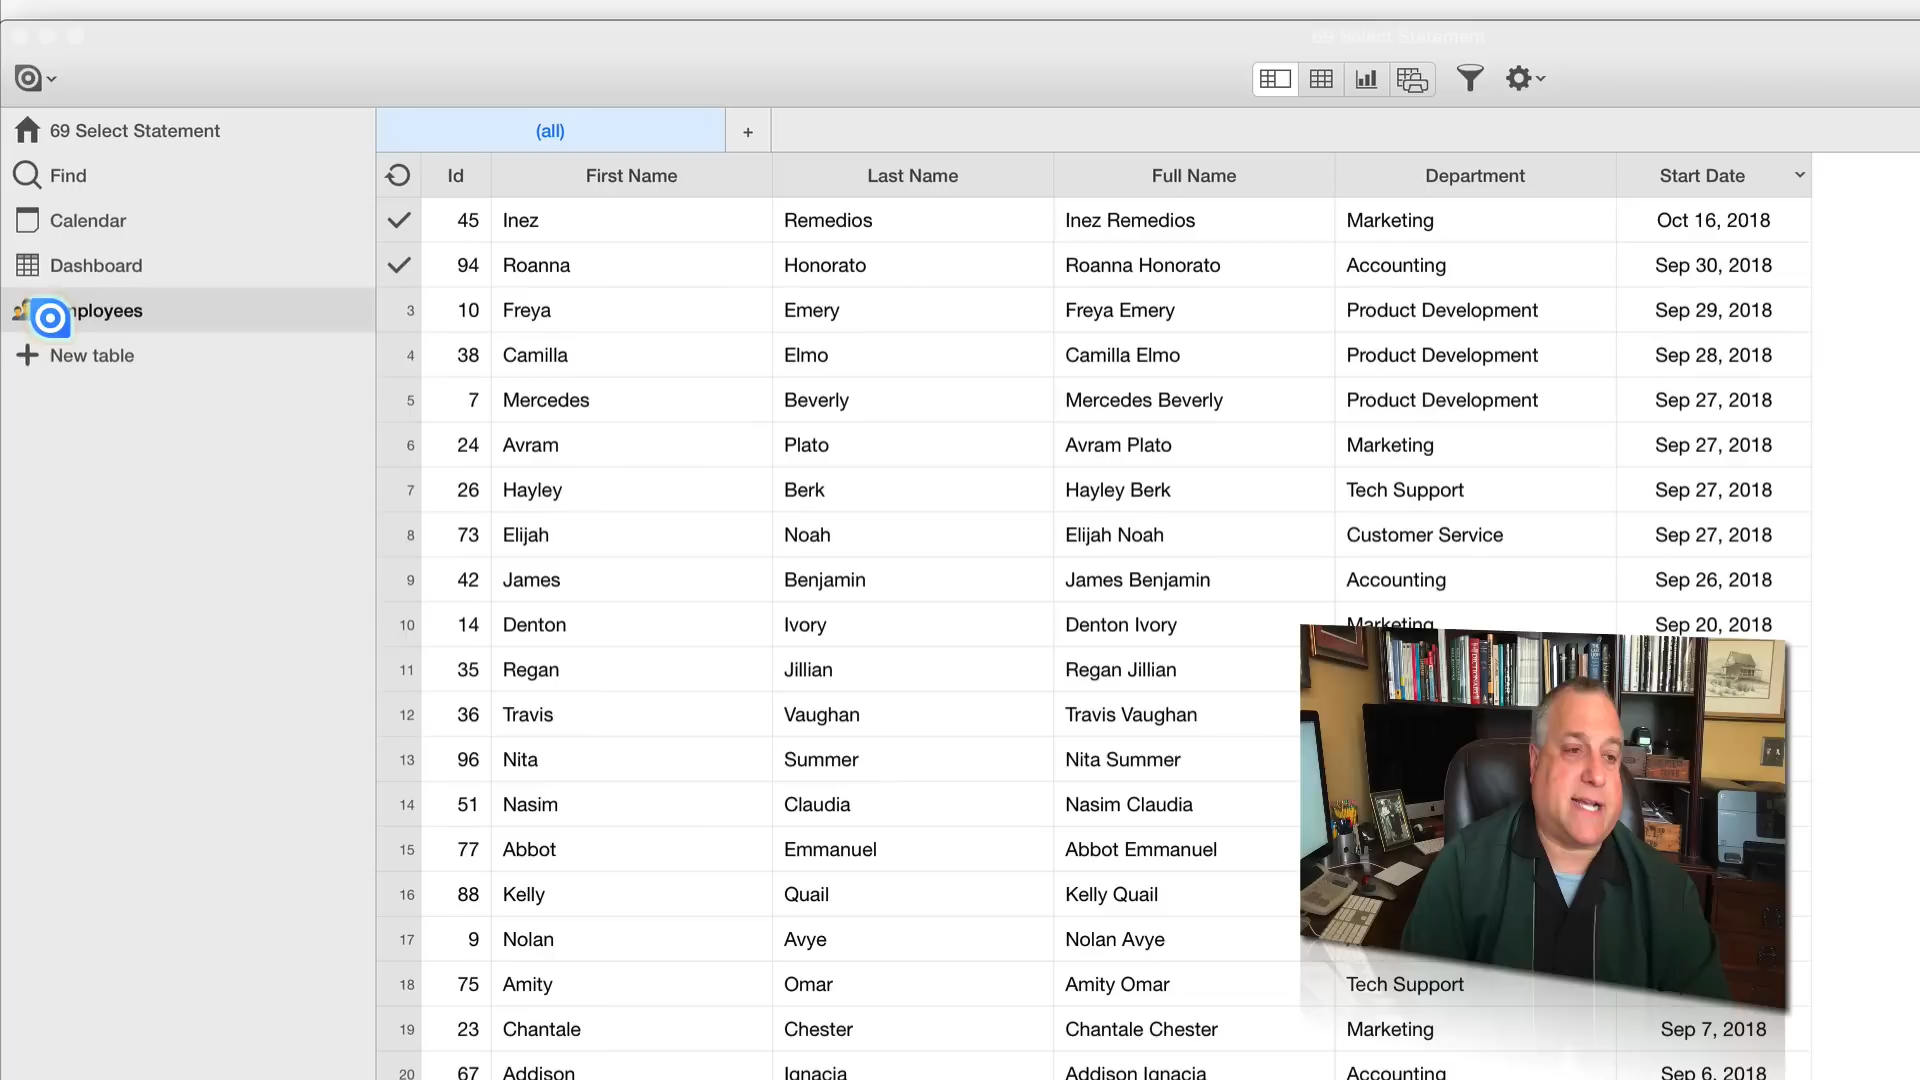 69 Select Statement
69 Select Statement
(all)
+
Find
Calendar
Dashboard
mployees
New table
Id First Name Last Name Full Name Department Start Date
45 Inez Remedios Inez Remedios Marketing Oct 16, 2018
94 Roanna Honorato Roanna Honorato Accounting Sep 30, 2018
3 10 Freya Emery Freya Emery Product Development Sep 29, 2018
4 38 Camilla Elmo Camilla Elmo Product Development Sep 28, 2018
5 7 Mercedes Beverly Mercedes Beverly Product Development Sep 27, 2018
6 24 Avram Plato Avram Plato Marketing Sep 27, 2018
7 26 Hayley Berk Hayley Berk Tech Support Sep 27, 2018
8 73 Elijah Noah Elijah Noah Customer Service Sep 27, 2018
9 42 James Benjamin James Benjamin Accounting Sep 26, 2018
10 14 Denton Ivory Denton Ivory Marketing Sep 20, 2018
11 35 Regan Jillian Regan Jillian
12 36 Travis Vaughan Travis Vaughan
13 96 Nita Summer Nita Summer
14 51 Nasim Claudia Nasim Claudia
15 77 Abbot Emmanuel Abbot Emmanuel
16 88 Kelly Quail Kelly Quail
17 9 Nolan Avye Nolan Avye
18 75 Amity Omar Amity Omar Tech Support
19 23 Chantale Chester Chantale Chester Marketing Sep 7, 2018
20 67 Addison Ignacia Addison Ignacia Accounting Sep 6, 2018